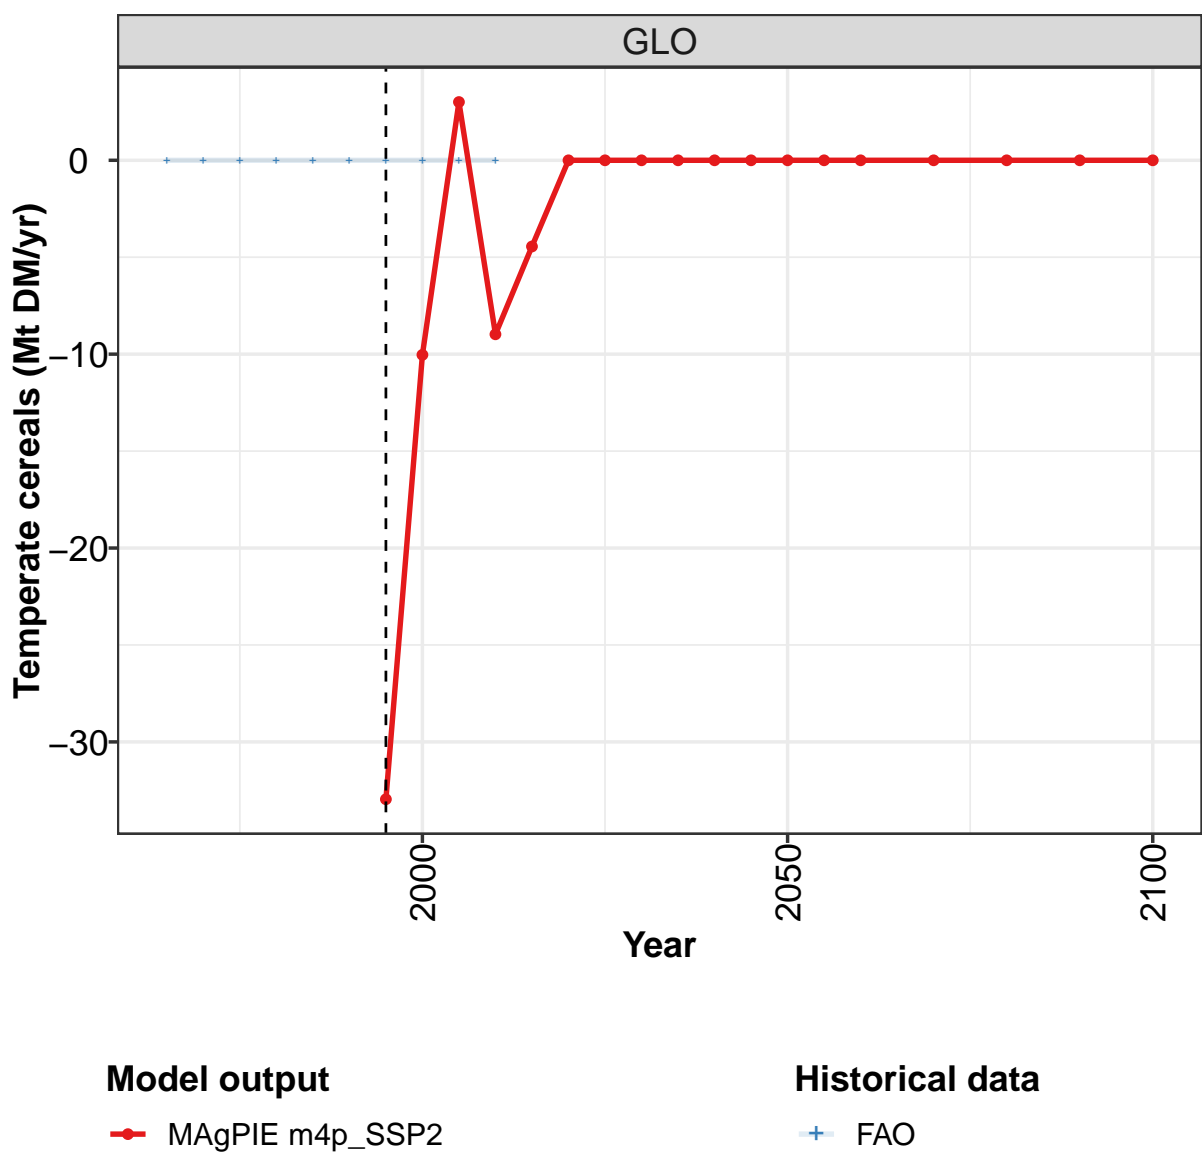 GLO
Temperate cereals (Mt DM/yr)
0
−10
−20
−30
2000
2050
2100
Year
Model output
MAgPIE m4p_SSP2
Historical data
FAO